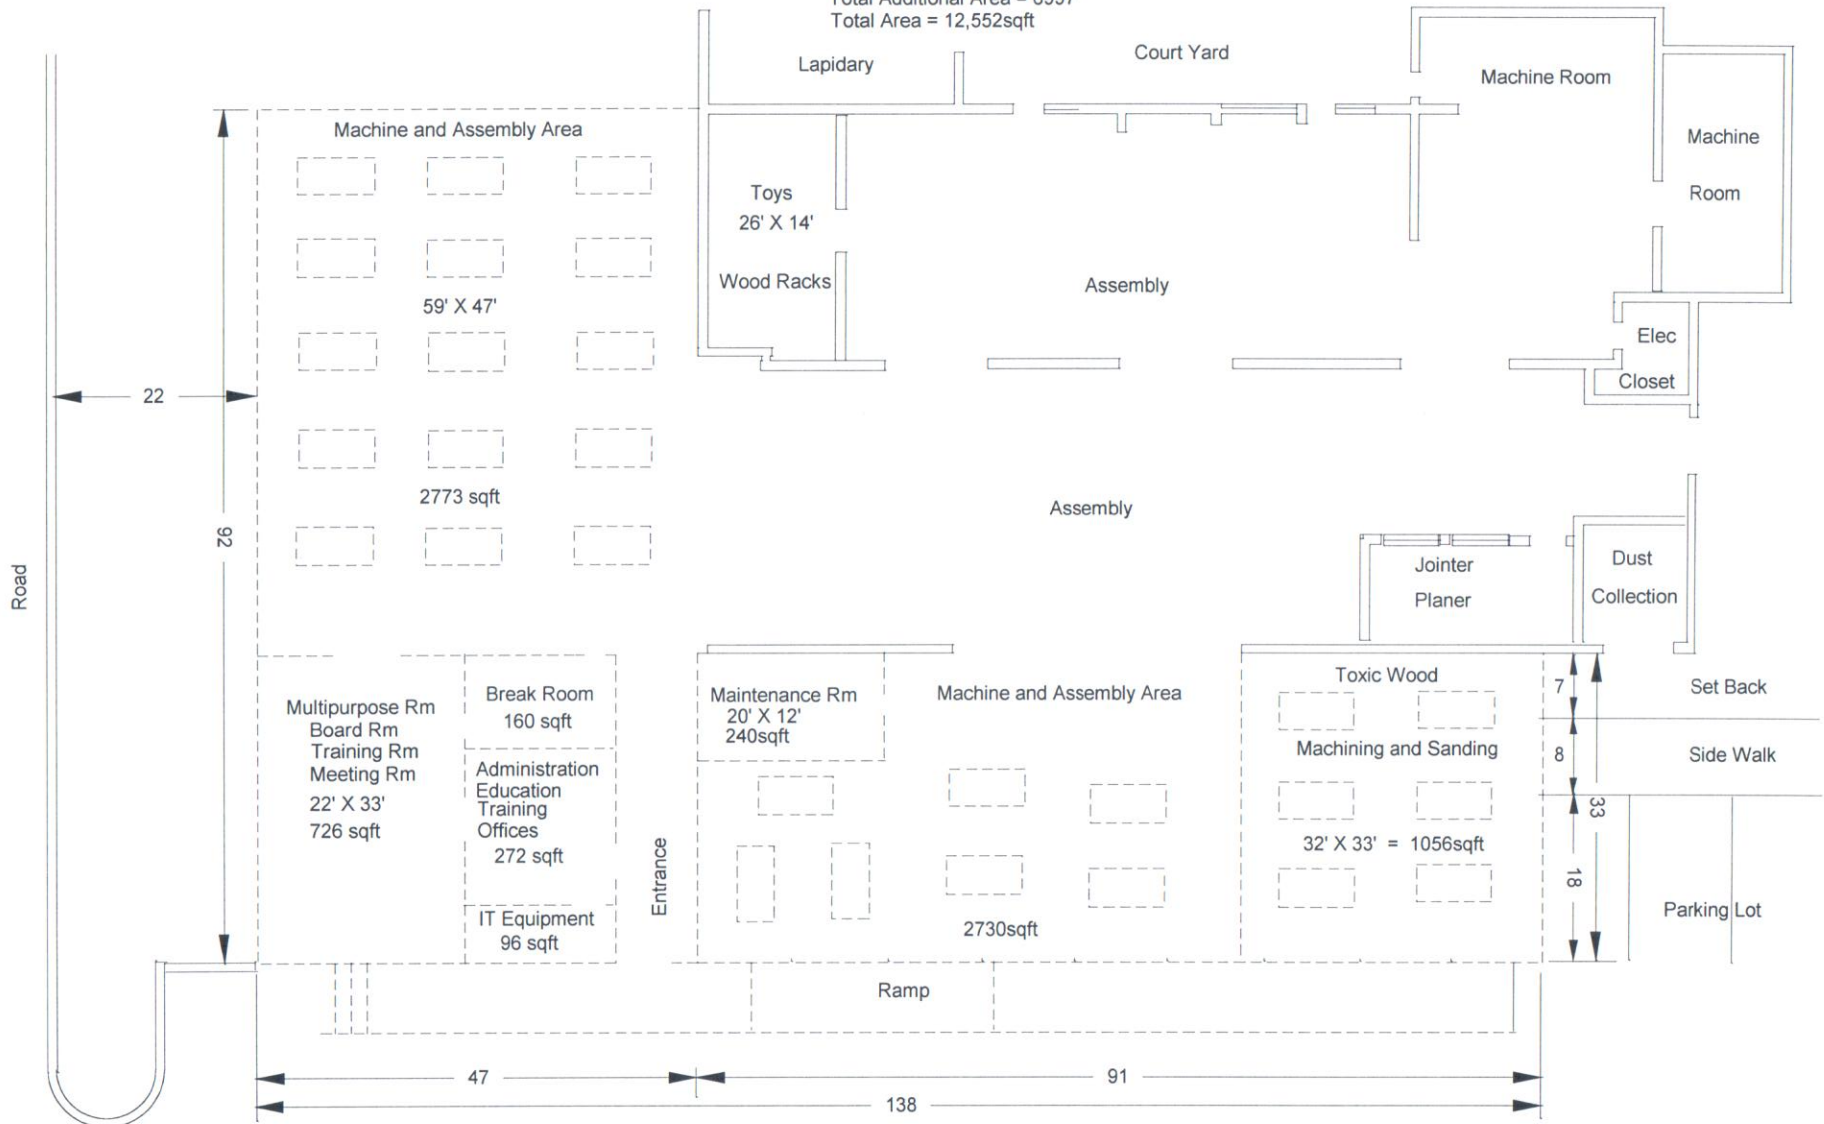 Total Area = 12,552sqft
Lapidary
Court Yard
Machine Room
Machine
Room
Machine and Assembly Area
Toys
26' X 14'
Wood Racks
59' X 47'
Assembly
Elec
Closet
22
2773 sqft
Assembly
92
Road
Jointer
Planer
Dust
Collection
Multipurpose Rm
Board Rm
Training Rm
Meeting Rm
22' X 33'
726 sqft
Break Room
160 sqft
Administration
Education
Training
Offices
272 sqft
IT Equipment
96 sqft
Entrance
Maintenance Rm
20' X 12'
240sqft
Machine and Assembly Area
2730sqft
Toxic Wood
Machining and Sanding
32' X 33' = 1056sqft
7
8
33
18
Set Back
Side Walk
Parking Lot
Ramp
47
91
138